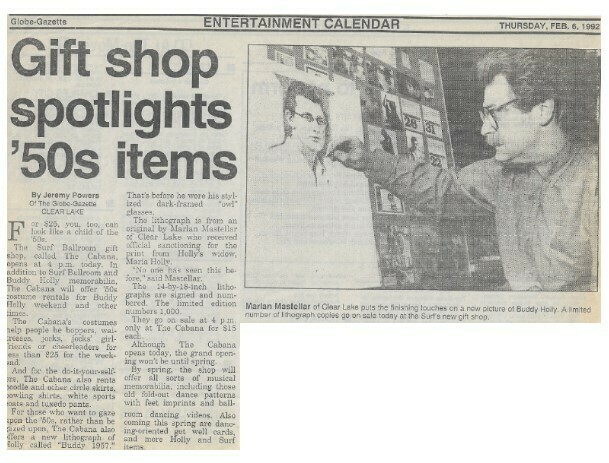 Globe-Gazette
ENTERTAINMENT CALENDAR
THURSDAY, FEB. 6, 1992
Gift shop
spotlights
'50s items
By Jeremy Powers
Of The Globe-Gazette
CLEAR LAKE
For $25, you, too, can
look like a child of the
'50s.
The Surf Ballroom gift
shop, called The Cabana,
opens at 4 p.m. today. In
addition to Surf Ballroom and
Buddy Holly memorabilia,
The Cabana will offer '50s
costume rentals for Buddy
Holly weekend and other
times.
The Cabana's costumes
help people be boppers, wait-
resses, jocks, jocks' girl-
friends or cheerleaders for
less than $25 for the week-
end.
And for the do-it-your-self-
ers, The Cabana also rents
poodle and other circle skirts,
bowling shirts, white sports
coats and tuxedo pants.
For those who want to gaze
upon the '50s, rather than be
gazed upon, The Cabana also
offers a new lithograph of
Holly called "Buddy 1957."
That's before he wore his styl-
ized dark-framed "owl"
glasses.
The lithograph is from an
original by Marlan Mastellar
of Clear Lake who received
official sanctioning for the
print from Holly's widow,
Maria Holly.
"No one has seen this be-
fore," said Mastellar.
The 14-by-18-inch litho-
graphs are signed and num-
bered. The limited edition
numbers 1,000.
They go on sale at 4 p.m.
only at The Cabana for $15
each.
Although The Cabana
opens today, the grand open-
ing won't be until spring.
By spring, the shop will
offer all sorts of musical
memorabilia, including those
old fold-out dance patterns
with feet imprints and ball-
room dancing videos. Also
coming this spring are danc-
ing-oriented get well cards,
and more Holly and Surf
items.
Marlan Mastellar of Clear Lake puts the finishing touches on a new picture of Buddy Holly. A limited
number of lithograph copies go on sale today at the Surf's new gift shop.